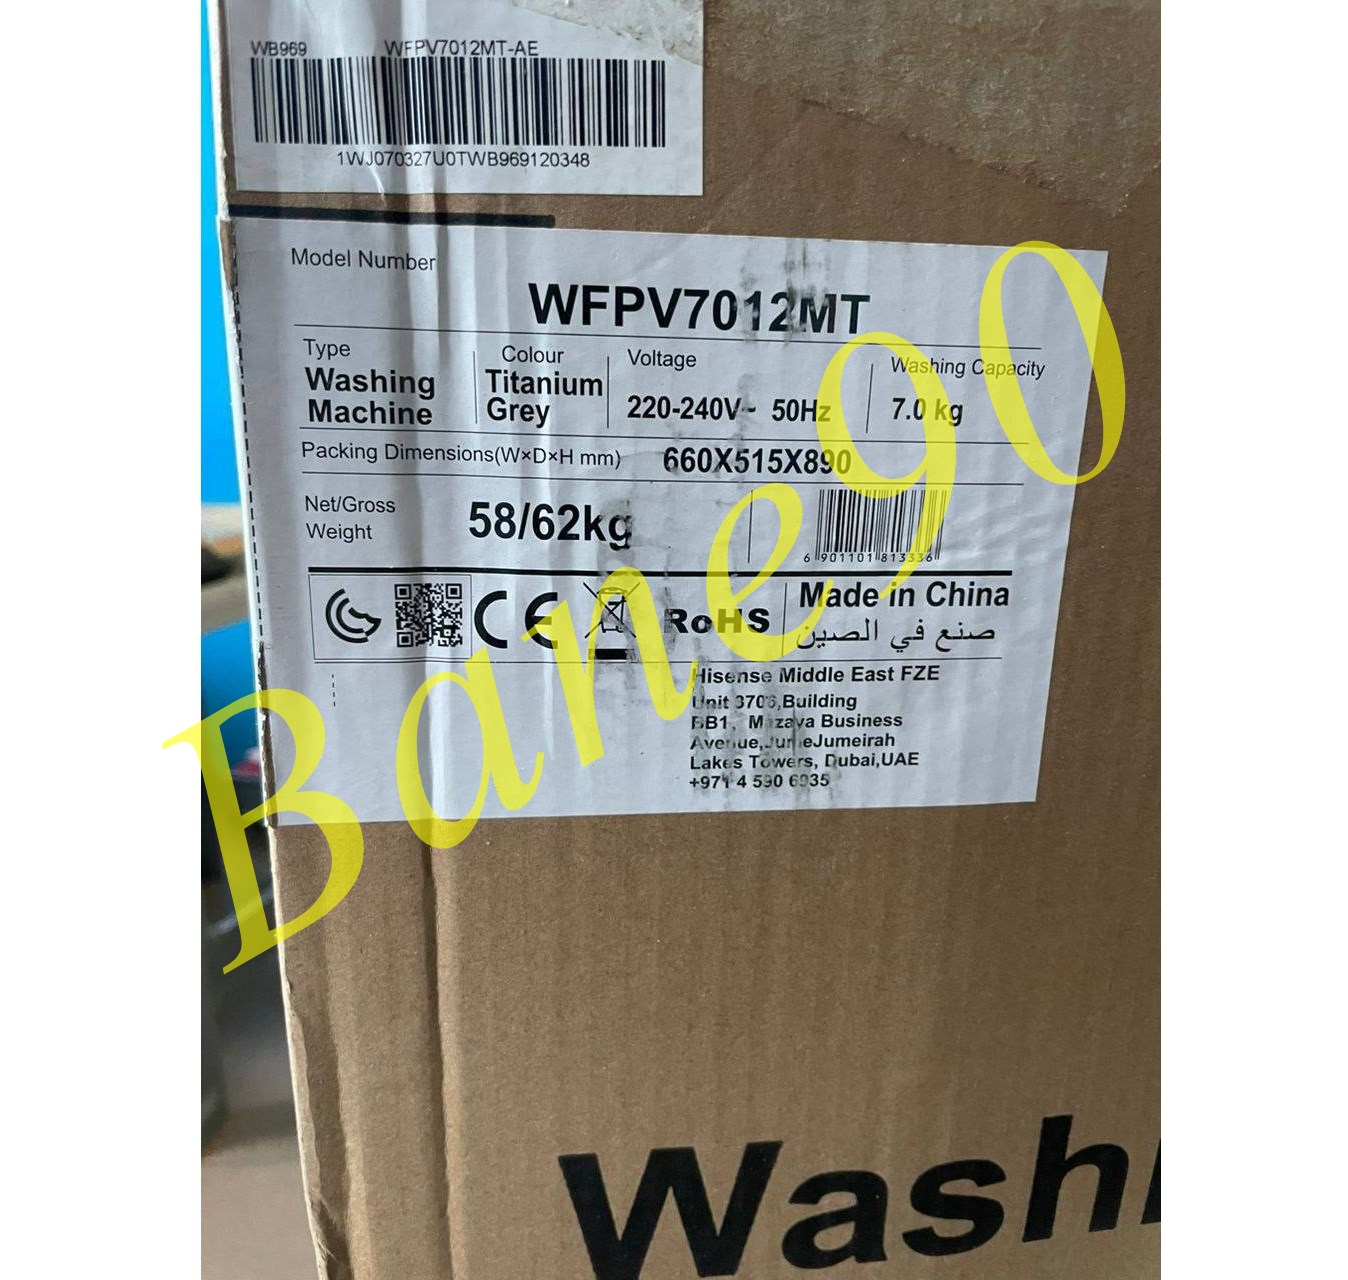 WB969 WFPV7012MT-AE
1WJ070327U0TWB969120348
Model Number
WFPV7012MT
Type Colour Voltage Washing Capacity
Washing Machine Titanium Grey 220-240V~ 50Hz 7.0 kg
Packing Dimensions(W×D×H mm) 660X515X890
Net/Gross Weight 58/62kg
6 901101 813336
CE RoHS
Made in China
صنع في الصين
Hisense Middle East FZE
Unit 3706,Building
BB1, Mazaya Business
Avenue, Jumeirah
Lakes Towers, Dubai,UAE
+971 4 590 6935
Washi
Bane90